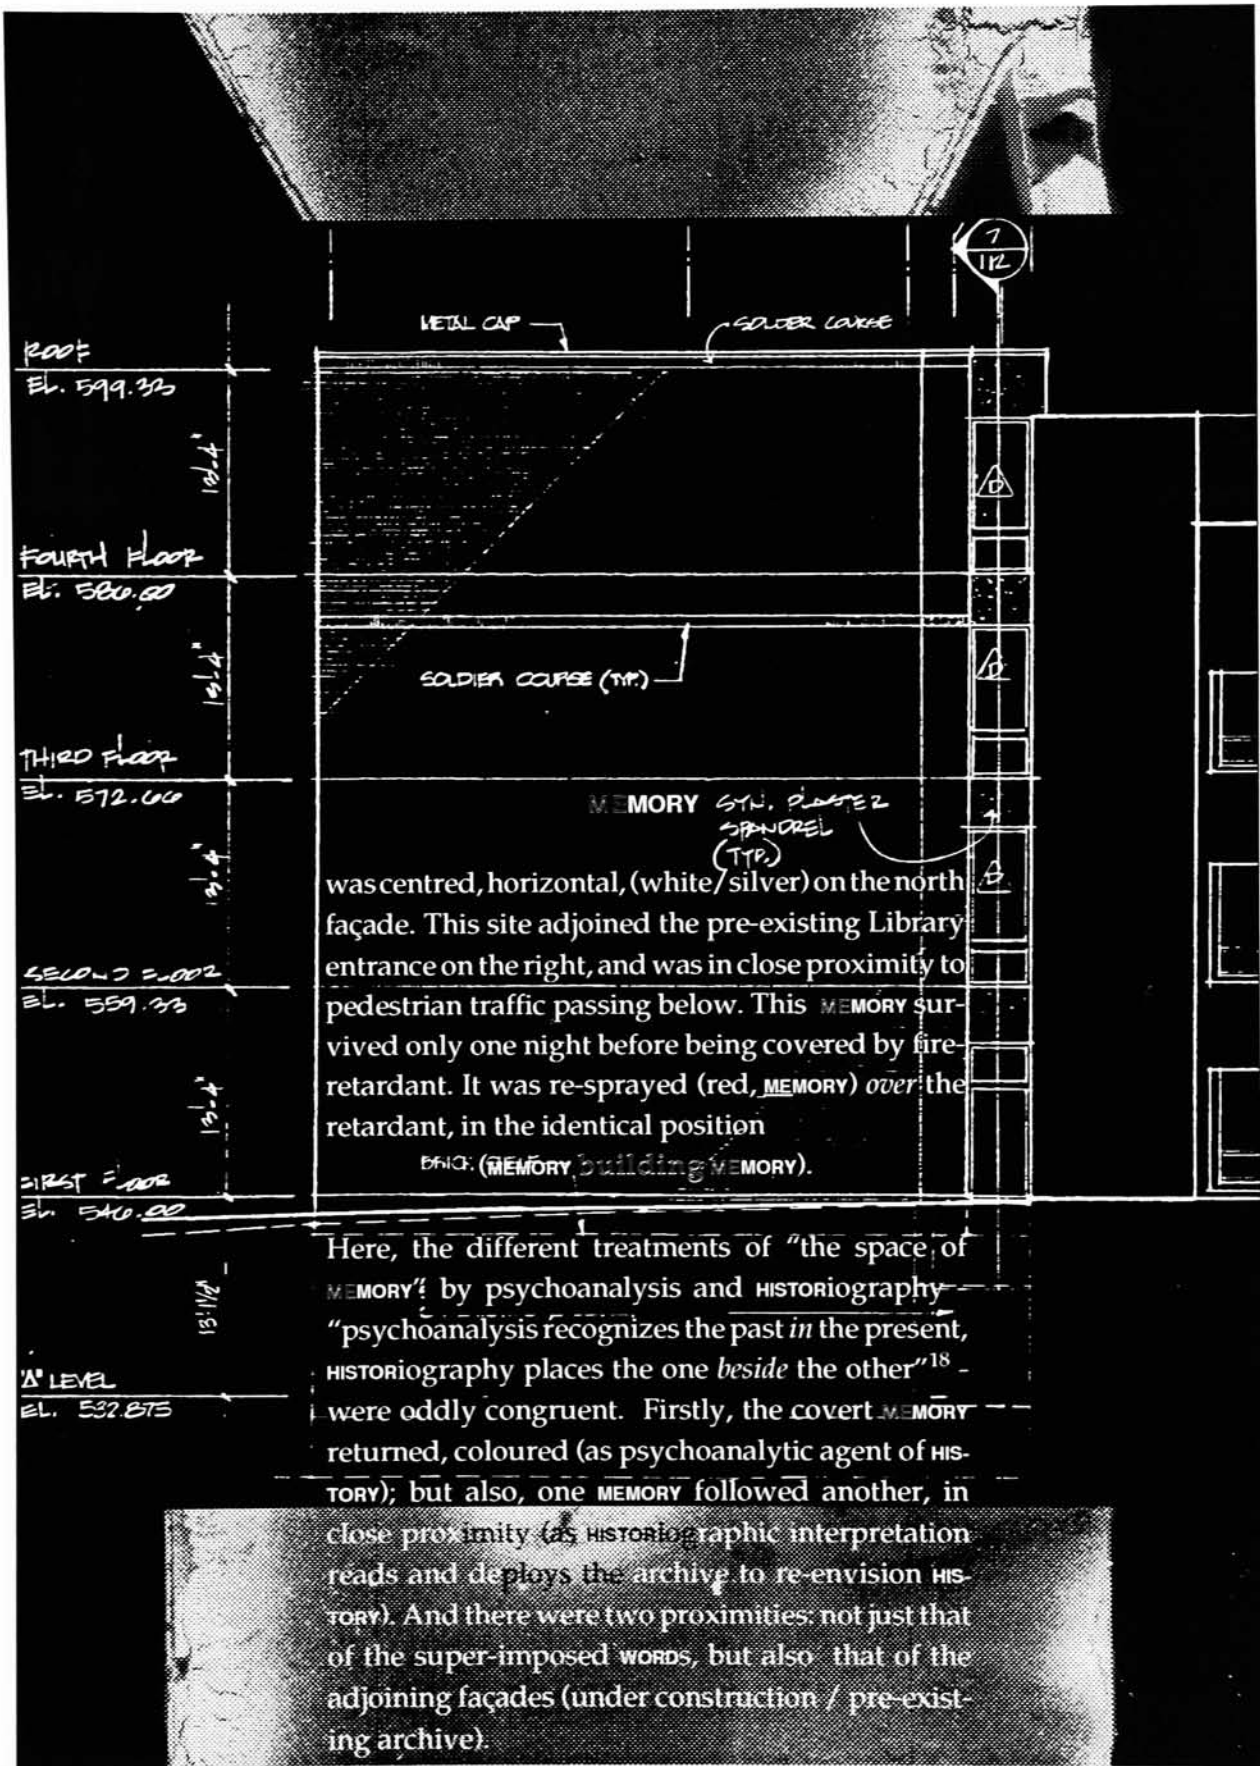 7
112
METAL CAP
SOLDIER COURSE
ROOF
EL. 599.33
13'-4"
D
FOURTH FLOOR
EL. 586.00
13'-4"
SOLDIER COURSE (TYP.)
D
THIRD FLOOR
EL. 572.66
MEMORY
SYN. PLASTER
SPANDREL
(TYP.)
13'-4"
was centred, horizontal, (white/silver) on the north
façade. This site adjoined the pre-existing Library
entrance on the right, and was in close proximity to
SECOND FLOOR
EL. 559.33
pedestrian traffic passing below. This MEMORY sur-
vived only one night before being covered by fire-
retardant. It was re-sprayed (red, MEMORY) over the
retardant, in the identical position
13'-4"
(MEMORY building MEMORY).
FIRST FLOOR
EL. 546.00
Here, the different treatments of "the space of
MEMORY" by psychoanalysis and HISTORiography -
13'-1½"
"psychoanalysis recognizes the past in the present,
HISTORiography places the one beside the other"18 -
"A" LEVEL
EL. 532.875
were oddly congruent. Firstly, the covert MEMORY
returned, coloured (as psychoanalytic agent of HIS-
TORY); but also, one MEMORY followed another, in
close proximity (as HISTORiographic interpretation
reads and deploys the archive to re-envision HIS-
TORY). And there were two proximities: not just that
of the super-imposed WORDS, but also that of the
adjoining façades (under construction / pre-exist-
ing archive).